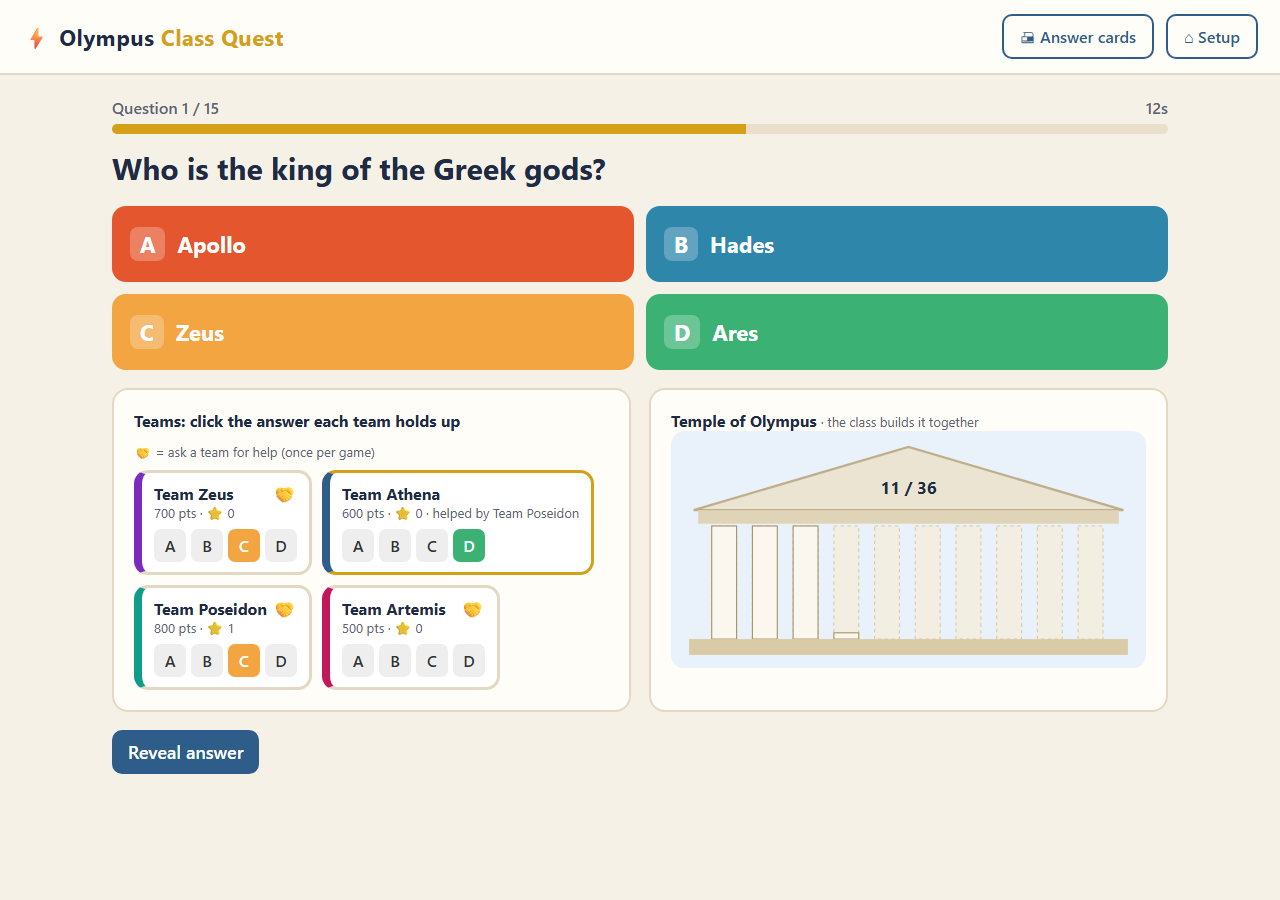 Olympus Class Quest
Answer cards
Setup
Question 1 / 15
12s
Who is the king of the Greek gods?
A Apollo
B Hades
C Zeus
D Ares
Teams: click the answer each team holds up
= ask a team for help (once per game)
Team Zeus
700 pts · ⭐ 0
A B C D
Team Athena
600 pts · ⭐ 0 · helped by Team Poseidon
A B C D
Team Poseidon
800 pts · ⭐ 1
A B C D
Team Artemis
500 pts · ⭐ 0
A B C D
Temple of Olympus · the class builds it together
11 / 36
Reveal answer